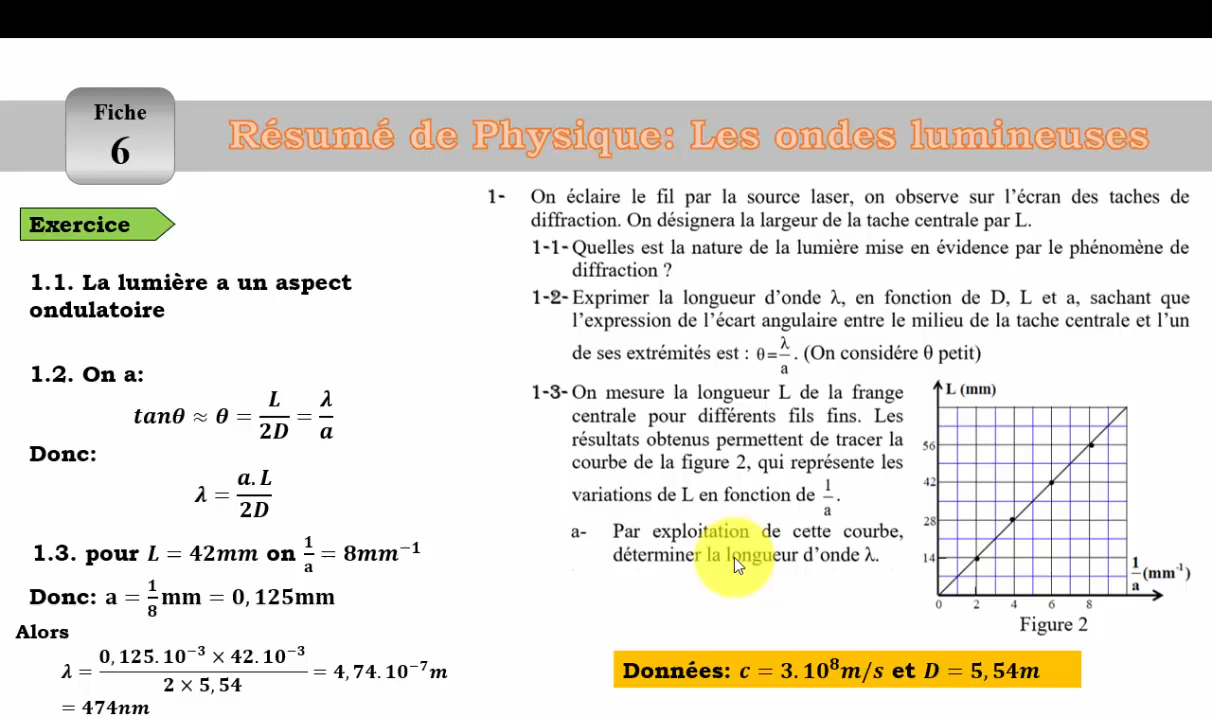 Fiche
6
Résumé de Physique: Les ondes lumineuses
Exercice
1.1. La lumière a un aspect
ondulatoire
1.2. On a:
tanθ ≈ θ = L/2D = λ/a
Donc:
λ = a.L/2D
1.3. pour L = 42mm on 1/a = 8mm⁻¹
Donc: a = 1/8 mm = 0,125mm
Alors
λ = 0,125.10⁻³ × 42.10⁻³ / 2 × 5,54 = 4,74.10⁻⁷m
= 474nm
1- On éclaire le fil par la source laser, on observe sur l'écran des taches de
diffraction. On désignera la largeur de la tache centrale par L.
1-1- Quelles est la nature de la lumière mise en évidence par le phénomène de
diffraction ?
1-2- Exprimer la longueur d'onde λ, en fonction de D, L et a, sachant que
l'expression de l'écart angulaire entre le milieu de la tache centrale et l'un
de ses extrémités est : θ=λ/a. (On considére θ petit)
1-3- On mesure la longueur L de la frange
centrale pour différents fils fins. Les
résultats obtenus permettent de tracer la
courbe de la figure 2, qui représente les
variations de L en fonction de 1/a.
a- Par exploitation de cette courbe,
déterminer la longueur d'onde λ.
L (mm)
56
42
28
14
0 2 4 6 8
1/a (mm⁻¹)
Figure 2
Données: c = 3.10⁸m/s et D = 5,54m